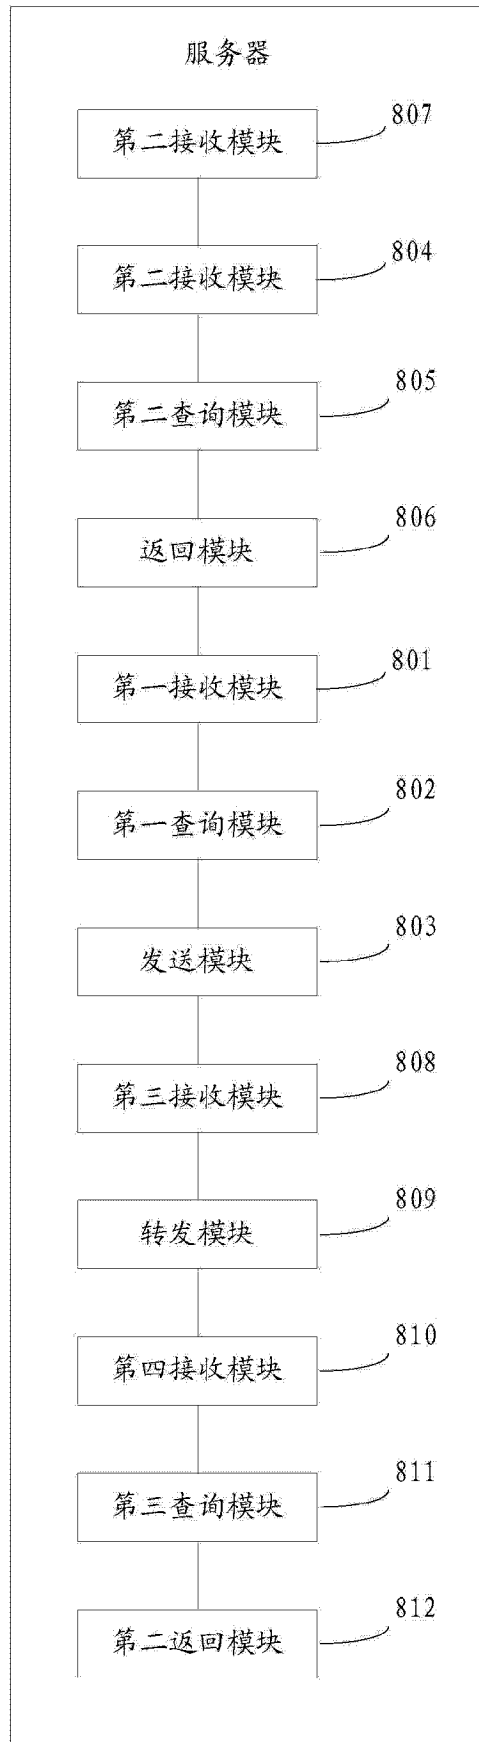 服务器
第二接收模块 807
第二接收模块 804
第二查询模块 805
返回模块 806
第一接收模块 801
第一查询模块 802
发送模块 803
第三接收模块 808
转发模块 809
第四接收模块 810
第三查询模块 811
第二返回模块 812